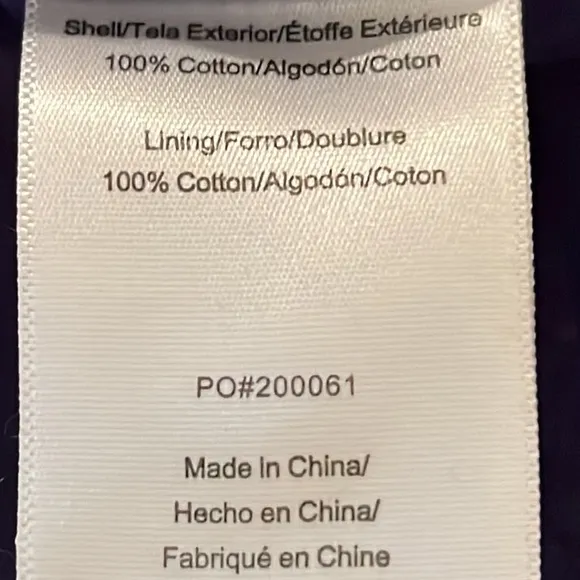 Shell/Tela Exterior/Étoffe Extérieure
100% Cotton/Algodón/Coton
Lining/Forro/Doublure
100% Cotton/Algodón/Coton
PO#200061
Made in China/
Hecho en China/
Fabriqué en Chine